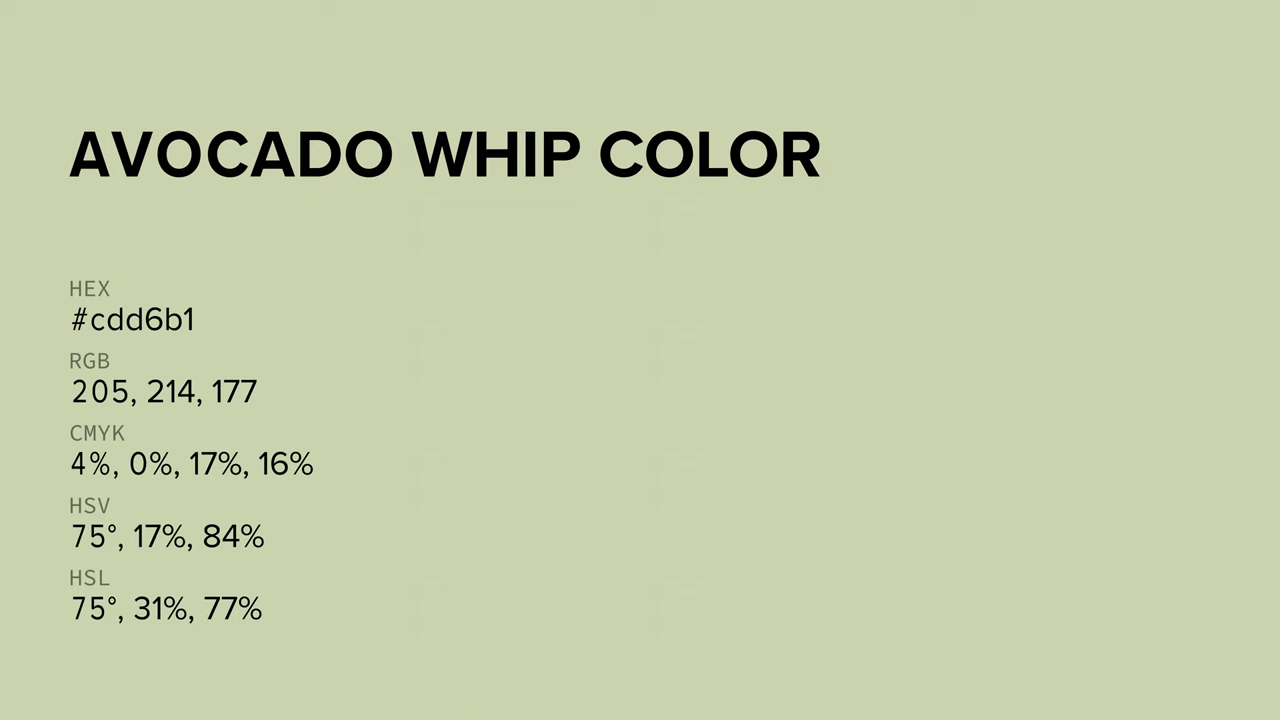 AVOCADO WHIP COLOR
HEX
#cdd6b1
RGB
205, 214, 177
CMYK
4%, 0%, 17%, 16%
HSV
75°, 17%, 84%
HSL
75°, 31%, 77%